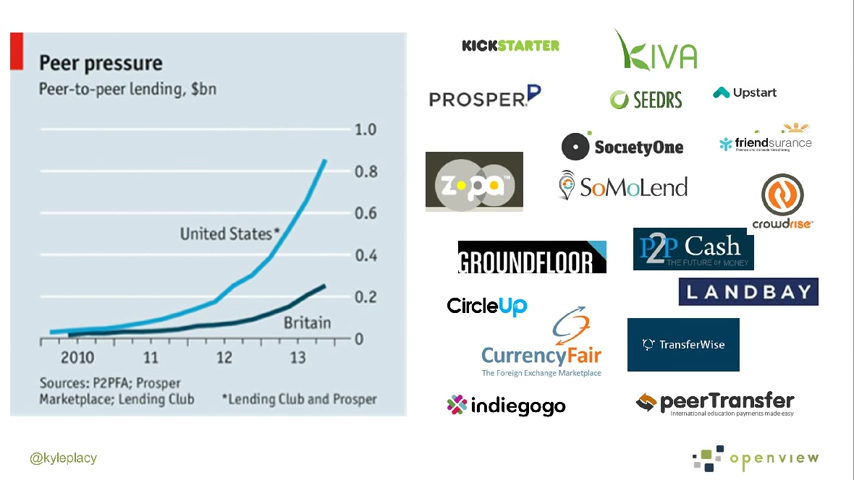 Peer pressure
Peer-to-peer lending, $bn
1.0
0.8
0.6
United States*
0.4
0.2
Britain
0
2010 11 12 13
Sources: P2PFA; Prosper
Marketplace; Lending Club
*Lending Club and Prosper
KICKSTARTER
KIVA
PROSPER
SEEDRS
Upstart
SocietyOne
friendsurance
zopa™
SoMoLend
crowdrise
GROUNDFLOOR
P2P Cash
THE FUTURE OF MONEY
LANDBAY
CircleUp
CurrencyFair
The Foreign Exchange Marketplace
TransferWise
indiegogo
peerTransfer
International education payments made easy
@kyleplacy
openview